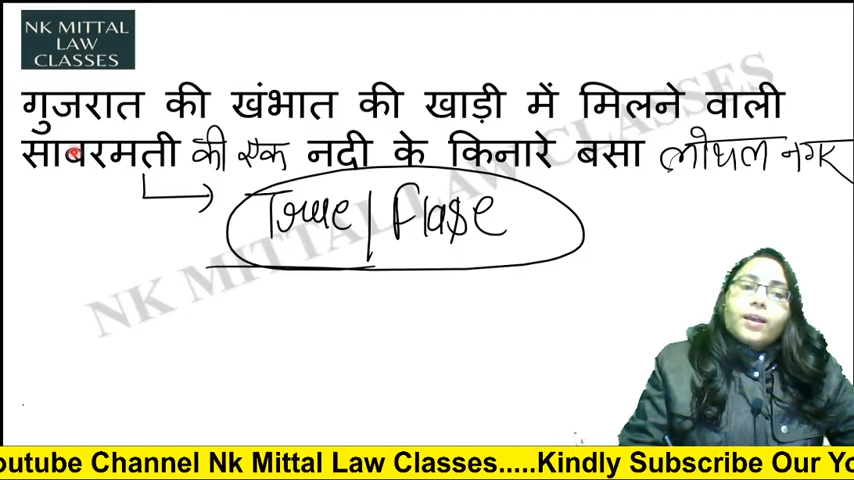 NK MITTAL
LAW
CLASSES
गुजरात की खंभात की खाड़ी में मिलने वाली
साबरमती की एक नदी के किनारे बसा लोथल नगर
True | Flase
NK MITTAL LAW CLASSES
outube Channel Nk Mittal Law Classes.....Kindly Subscribe Our Yo